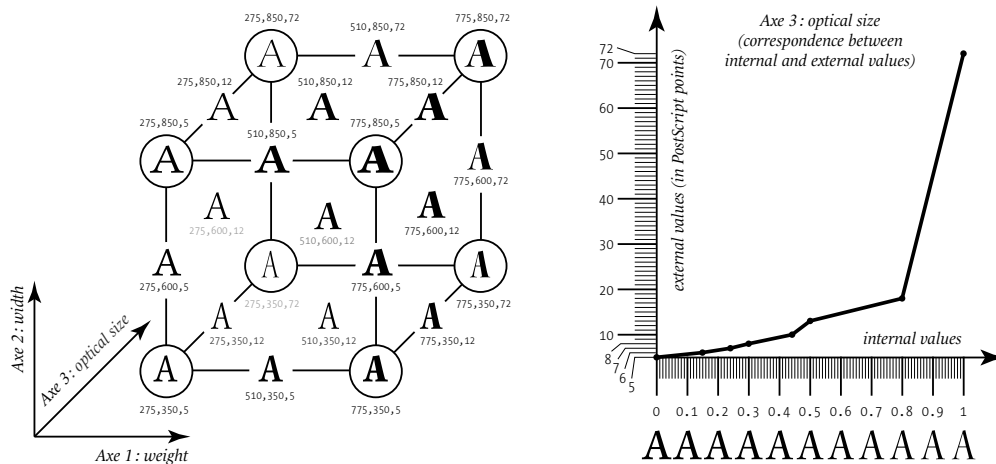 275,850,72
510,850,72
775,850,72
A
A
A
275,850,12
510,850,12
775,850,12
A
A
A
275,850,5
510,850,5
775,850,5
A
A
A
A
775,600,72
A
275,600,12
A
510,600,12
A
775,600,12
A
275,600,5
A
275,350,72
A
775,600,5
A
775,350,72
A
275,350,12
A
510,350,12
A
775,350,12
A
275,350,5
A
510,350,5
A
775,350,5
Axe 2 : width
Axe 3 : optical size
Axe 1 : weight
Axe 3 : optical size
(correspondence between
internal and external values)
external values (in PostScript points)
72
70
60
50
40
30
20
10
8
7
6
5
internal values
0 0.1 0.2 0.3 0.4 0.5 0.6 0.7 0.8 0.9 1
A A A A A A A A A A A